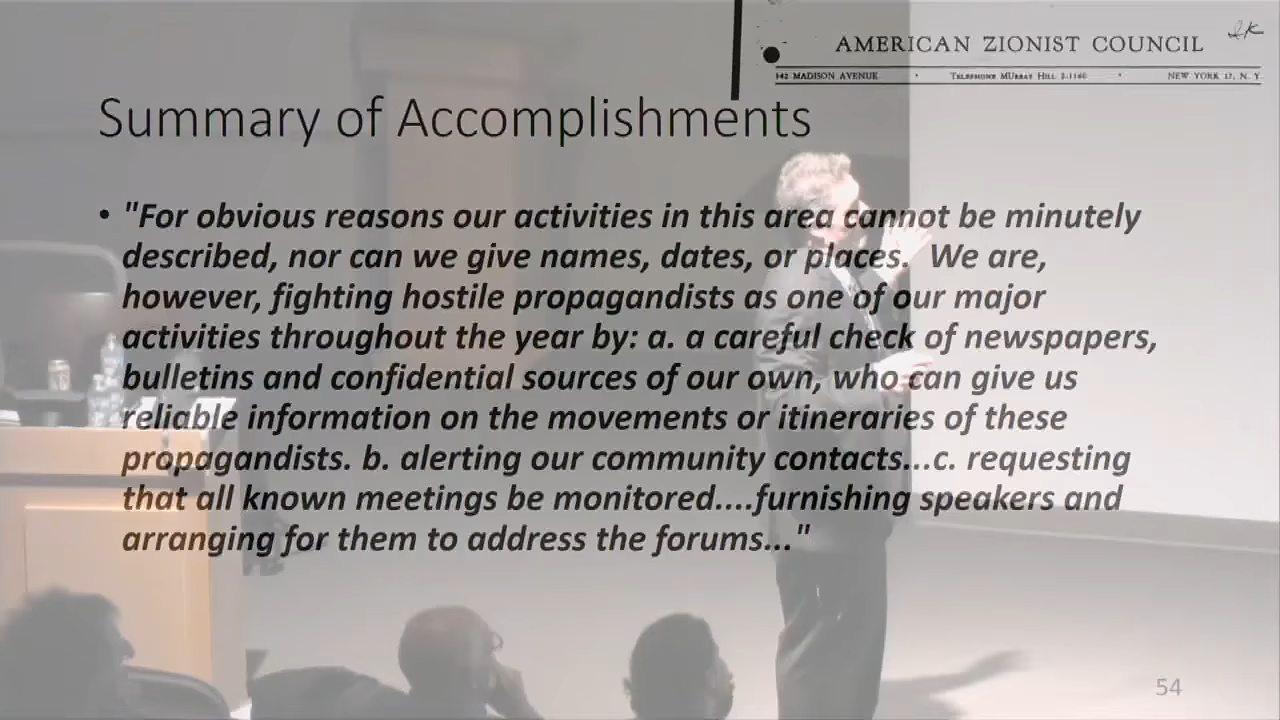 AMERICAN ZIONIST COUNCIL
342 MADISON AVENUE • TELEPHONE MURRAY HILL 2-1160 • NEW YORK 17, N. Y.
Summary of Accomplishments
• "For obvious reasons our activities in this area cannot be minutely
described, nor can we give names, dates, or places.  We are,
however, fighting hostile propagandists as one of our major
activities throughout the year by: a. a careful check of newspapers,
bulletins and confidential sources of our own, who can give us
reliable information on the movements or itineraries of these
propagandists. b. alerting our community contacts...c. requesting
that all known meetings be monitored....furnishing speakers and
arranging for them to address the forums..."
54